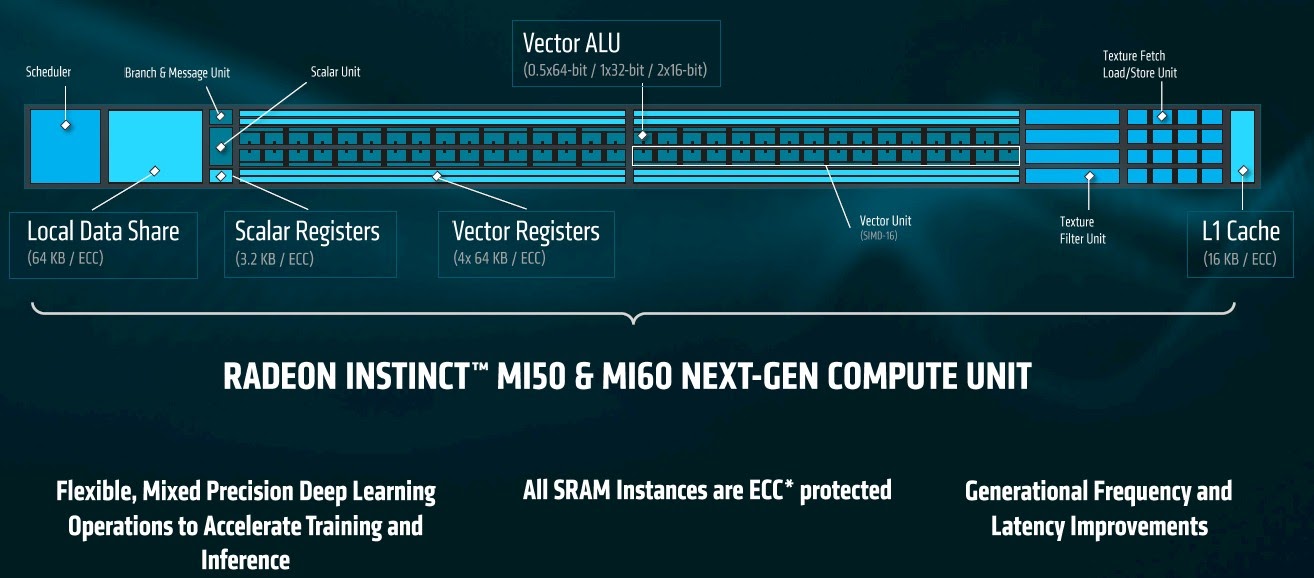 Vector ALU
(0.5x64-bit / 1x32-bit / 2x16-bit)
Scheduler
Branch & Message Unit
Scalar Unit
Texture Fetch
Load/Store Unit
Local Data Share
(64 KB / ECC)
Scalar Registers
(3.2 KB / ECC)
Vector Registers
(4x 64 KB / ECC)
Vector Unit
(SIMD-16)
Texture
Filter Unit
L1 Cache
(16 KB / ECC)
RADEON INSTINCT™ MI50 & MI60 NEXT-GEN COMPUTE UNIT
Flexible, Mixed Precision Deep Learning
Operations to Accelerate Training and
Inference
All SRAM Instances are ECC* protected
Generational Frequency and
Latency Improvements